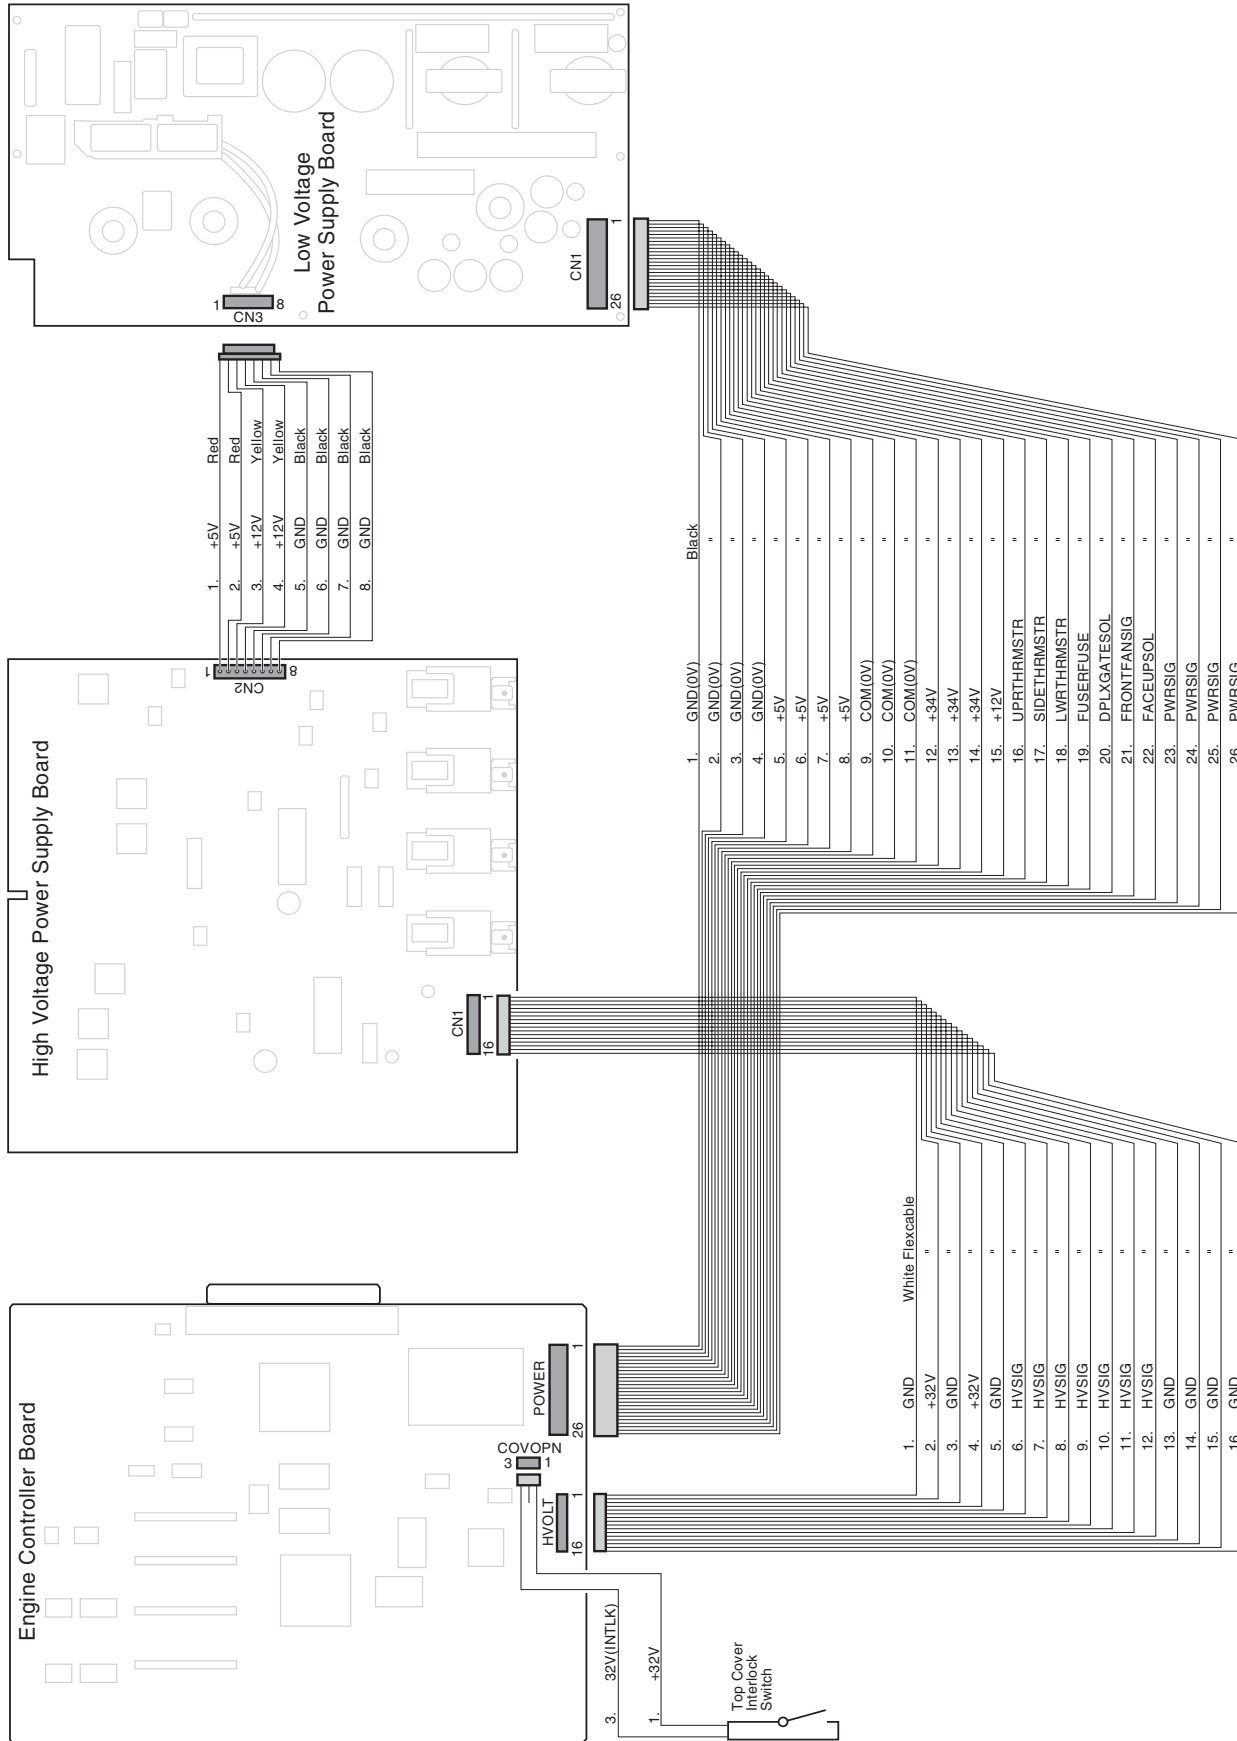 Low Voltage
Power Supply Board
1
8
CN3
CN1
1
26
1. +5V Red
2. +5V Red
3. +12V Yellow
4. +12V Yellow
5. GND Black
6. GND Black
7. GND Black
8. GND Black
High Voltage Power Supply Board
1
8
CN2
CN1
1
16
1. GND(0V) Black
2. GND(0V) "
3. GND(0V) "
4. GND(0V) "
5. +5V "
6. +5V "
7. +5V "
8. +5V "
9. COM(0V) "
10. COM(0V) "
11. COM(0V) "
12. +34V "
13. +34V "
14. +34V "
15. +12V "
16. UPRTHRMSTR "
17. SIDETHRMSTR "
18. LWRTHRMSTR "
19. FUSERFUSE "
20. DPLXGATESOL "
21. FRONTFANSIG "
22. FACEUPSOL "
23. PWRSIG "
24. PWRSIG "
25. PWRSIG "
26. PWRSIG "
Engine Controller Board
POWER
1
26
COVOPN
3
1
HVOLT
1
16
1. GND White Flexcable
2. +32V "
3. GND "
4. +32V "
5. GND "
6. HVSIG "
7. HVSIG "
8. HVSIG "
9. HVSIG "
10. HVSIG "
11. HVSIG "
12. HVSIG "
13. GND "
14. GND "
15. GND "
16. GND "
3. 32V(INTLK)
1. +32V
Top Cover
Interlock
Switch